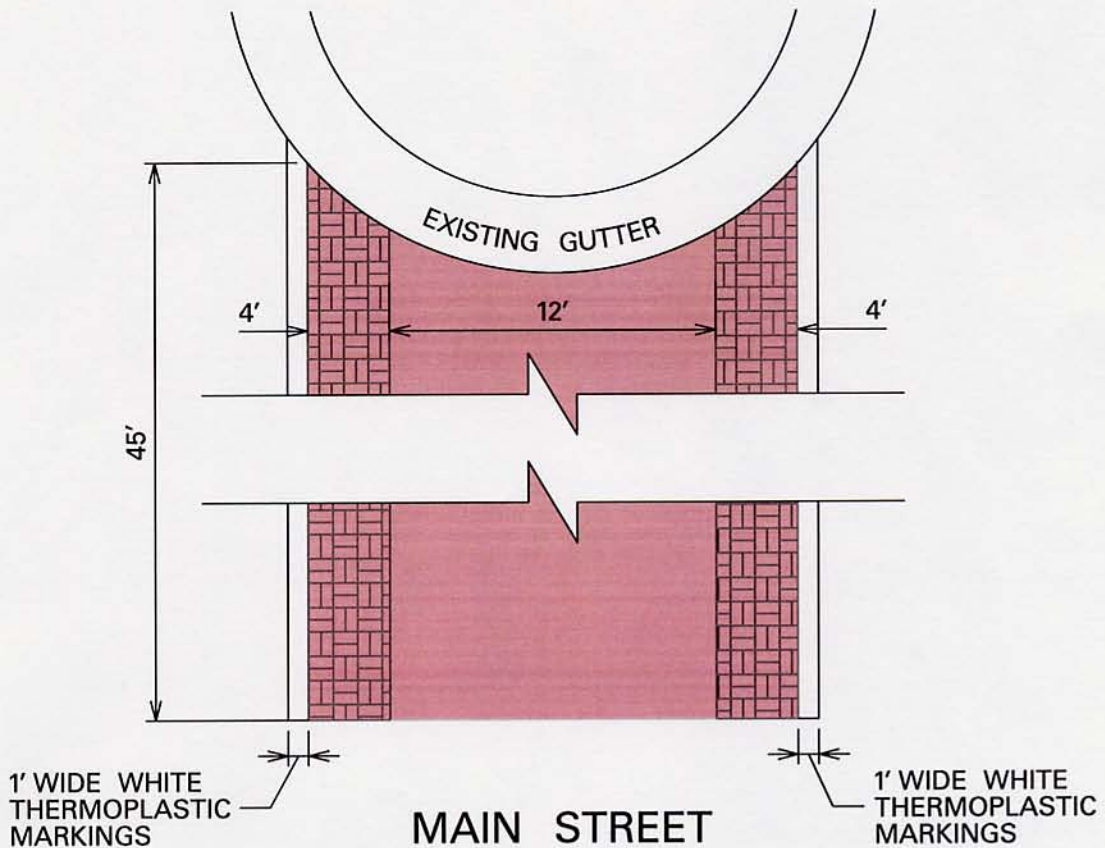 EXISTING GUTTER
4'
12'
4'
45'
1' WIDE WHITE
THERMOPLASTIC
MARKINGS
MAIN STREET
1' WIDE WHITE
THERMOPLASTIC
MARKINGS